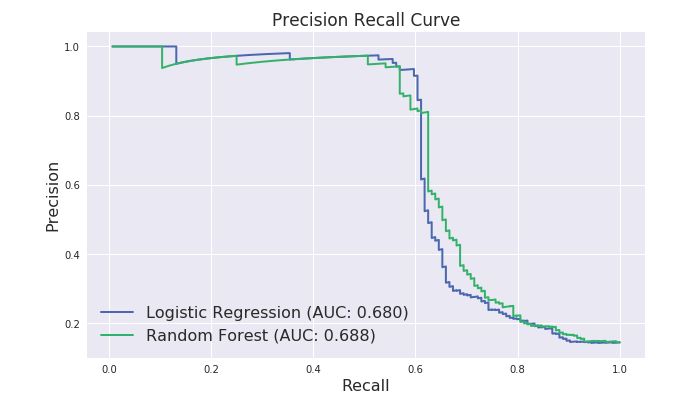 Precision Recall Curve
1.0
0.8
0.6
0.4
0.2
Precision
Logistic Regression (AUC: 0.680)
Random Forest (AUC: 0.688)
0.0 0.2 0.4 0.6 0.8 1.0
Recall